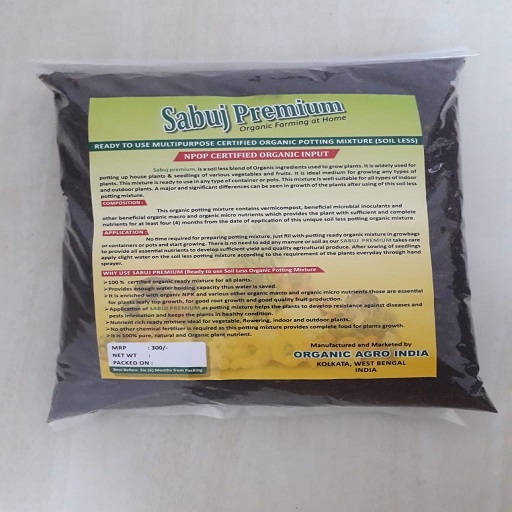 Sabuj Premium
Organic Farming at Home
READY TO USE MULTIPURPOSE CERTIFIED ORGANIC POTTING MIXTURE (SOIL LESS)
NPOP CERTIFIED ORGANIC INPUT
Sabuj premium, is a soil less blend of Organic ingredients used to grow plants. It is widely used for
potting up house plants & seedlings of various vegetables and fruits. It is ideal medium for growing any types of
plants. This mixture is ready to use in any type of container or pots. This mixture is well suitable for all types of indoor
and outdoor plants. A major and significant differences can be seen in growth of the plants after using of this soil less
potting mixture.
COMPOSITION :
This organic potting mixture contains vermicompost, beneficial microbial inoculants and
other beneficial organic macro and organic micro nutrients which provides the plant with sufficient and complete
nutrients for at least four (4) months from the date of application of this unique soil less potting organic mixture.
APPLICATION :
No time required for preparing potting mixture, just fill with potting ready organic mixture in growbags
or containers or pots and start growing. There is no need to add any manure or soil as our SABUJ PREMIUM takes care
to provide all essential nutrients to develop sufficient yield and quality agricultural produce. After sowing of seedlings
apply slight water on the soil less potting mixture according to the requirement of the plants everyday through hand
sprayer.
WHY USE SABUJ PREMIUM (Ready to use Soil Less Organic Potting Mixture
➢100 % certified organic ready mixture for all plants.
➢Provides enough water holding capacity thus water is saved.
➢It is enriched with organic NPK and various other organic macro and organic micro nutrients those are essential
for plants leafy top growth, for good root growth and good quality fruit production.
➢Application of SABUJ PREMIUM as potting mixture helps the plants to develop resistance against diseases and
pests infestation and keeps the plants in healthy condition.
➢Nutrient rich ready mixture ideal for vegetable, flowering, indoor and outdoor plants.
➢No other chemical fertilizer is required as this potting mixture provides complete food for plants growth.
➢It is 100% pure, natural and Organic plant nutrient.
MRP : 300/-
NET WT :
PACKED ON :
Best Before Six (6) Months from Packing
Manufactured and Marketed by
ORGANIC AGRO INDIA
KOLKATA, WEST BENGAL
INDIA